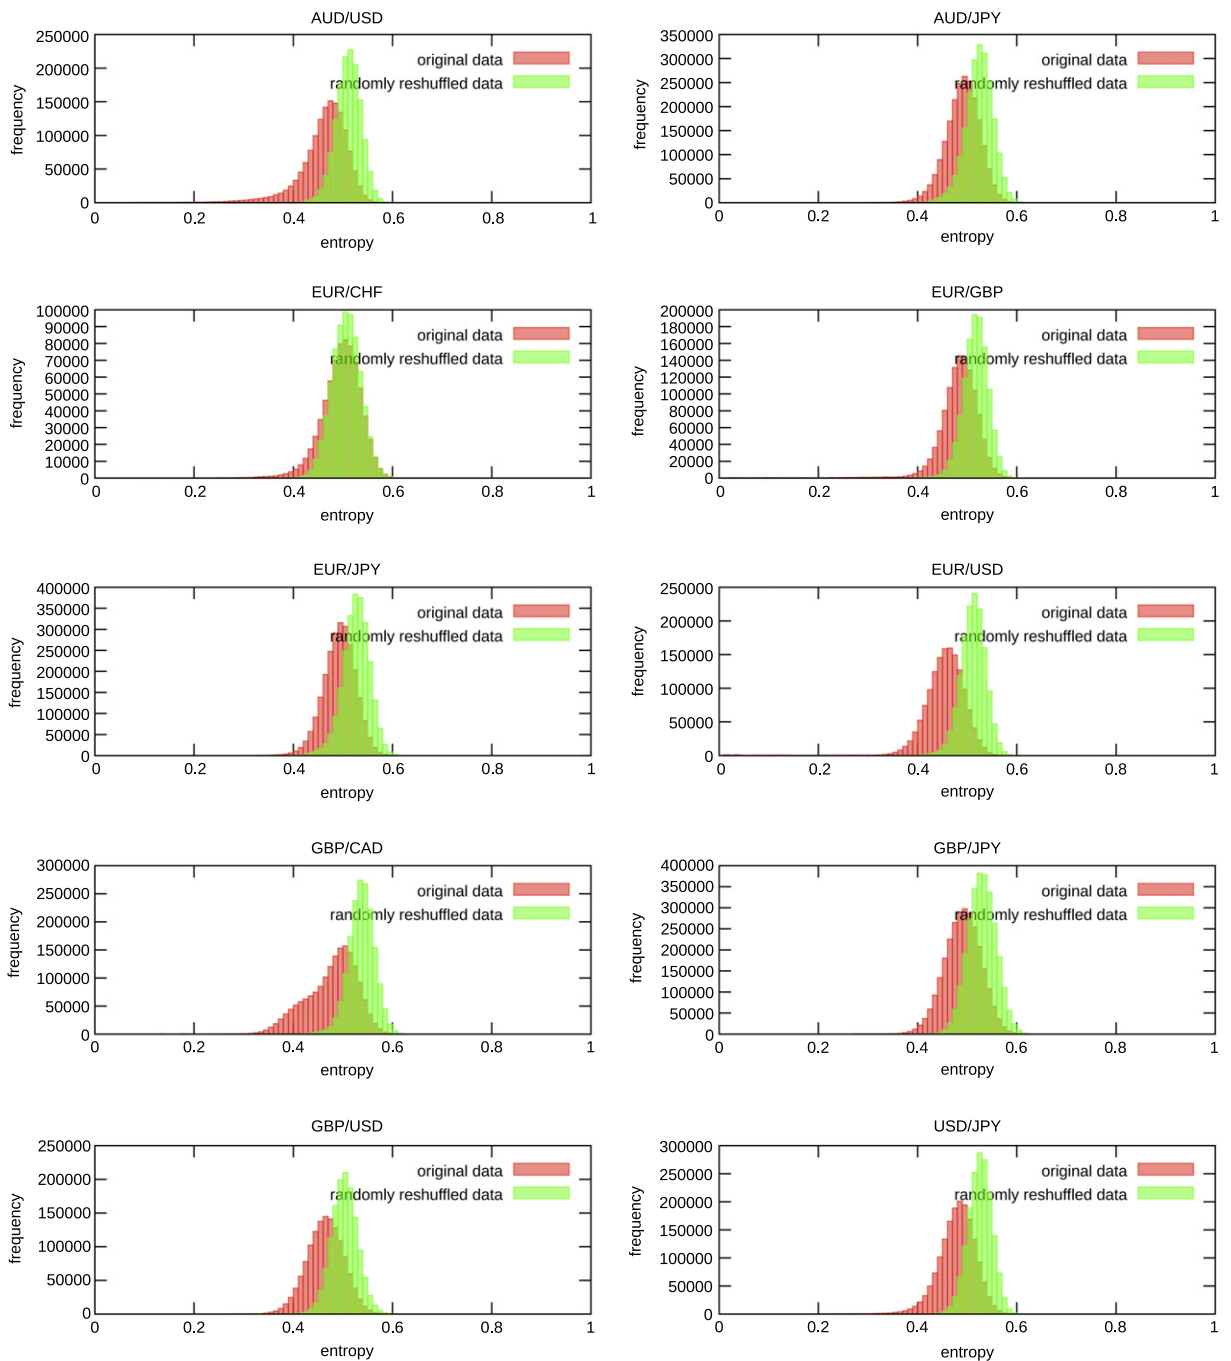 AUD/USD
250000
200000
150000
100000
50000
0
frequency
original data
randomly reshuffled data
0 0.2 0.4 0.6 0.8 1
entropy
AUD/JPY
350000
300000
250000
200000
150000
100000
50000
0
frequency
original data
randomly reshuffled data
0 0.2 0.4 0.6 0.8 1
entropy
EUR/CHF
100000
90000
80000
70000
60000
50000
40000
30000
20000
10000
0
frequency
original data
randomly reshuffled data
0 0.2 0.4 0.6 0.8 1
entropy
EUR/GBP
200000
180000
160000
140000
120000
100000
80000
60000
40000
20000
0
frequency
original data
randomly reshuffled data
0 0.2 0.4 0.6 0.8 1
entropy
EUR/JPY
400000
350000
300000
250000
200000
150000
100000
50000
0
frequency
original data
randomly reshuffled data
0 0.2 0.4 0.6 0.8 1
entropy
EUR/USD
250000
200000
150000
100000
50000
0
frequency
original data
randomly reshuffled data
0 0.2 0.4 0.6 0.8 1
entropy
GBP/CAD
300000
250000
200000
150000
100000
50000
0
frequency
original data
randomly reshuffled data
0 0.2 0.4 0.6 0.8 1
entropy
GBP/JPY
400000
350000
300000
250000
200000
150000
100000
50000
0
frequency
original data
randomly reshuffled data
0 0.2 0.4 0.6 0.8 1
entropy
GBP/USD
250000
200000
150000
100000
50000
0
frequency
original data
randomly reshuffled data
0 0.2 0.4 0.6 0.8 1
entropy
USD/JPY
300000
250000
200000
150000
100000
50000
0
frequency
original data
randomly reshuffled data
0 0.2 0.4 0.6 0.8 1
entropy